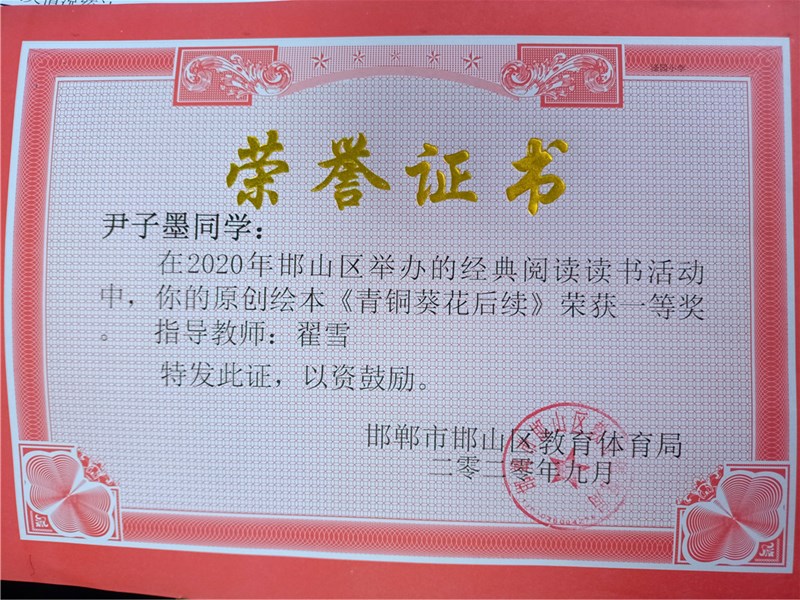 荣誉证书
尹子墨同学：
在2020年邯山区举办的经典阅读读书活动
中，你的原创绘本《青铜葵花后续》荣获一等奖
。 指导教师：翟雪
特发此证，以资鼓励。
邯郸市邯山区教育体育局
二零二零年九月